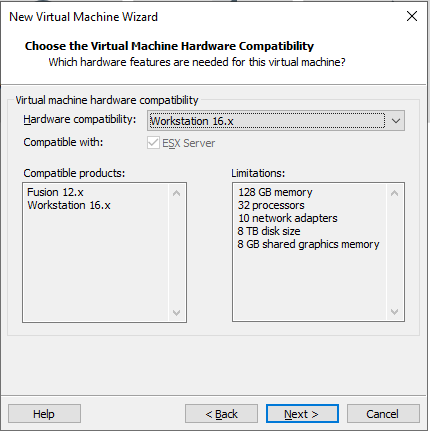 New Virtual Machine Wizard
Choose the Virtual Machine Hardware Compatibility
Which hardware features are needed for this virtual machine?
Virtual machine hardware compatibility
Hardware compatibility: Workstation 16.x
Compatible with: ESX Server
Compatible products: Limitations:
Fusion 12.x
Workstation 16.x
128 GB memory
32 processors
10 network adapters
8 TB disk size
8 GB shared graphics memory
Help < Back Next > Cancel